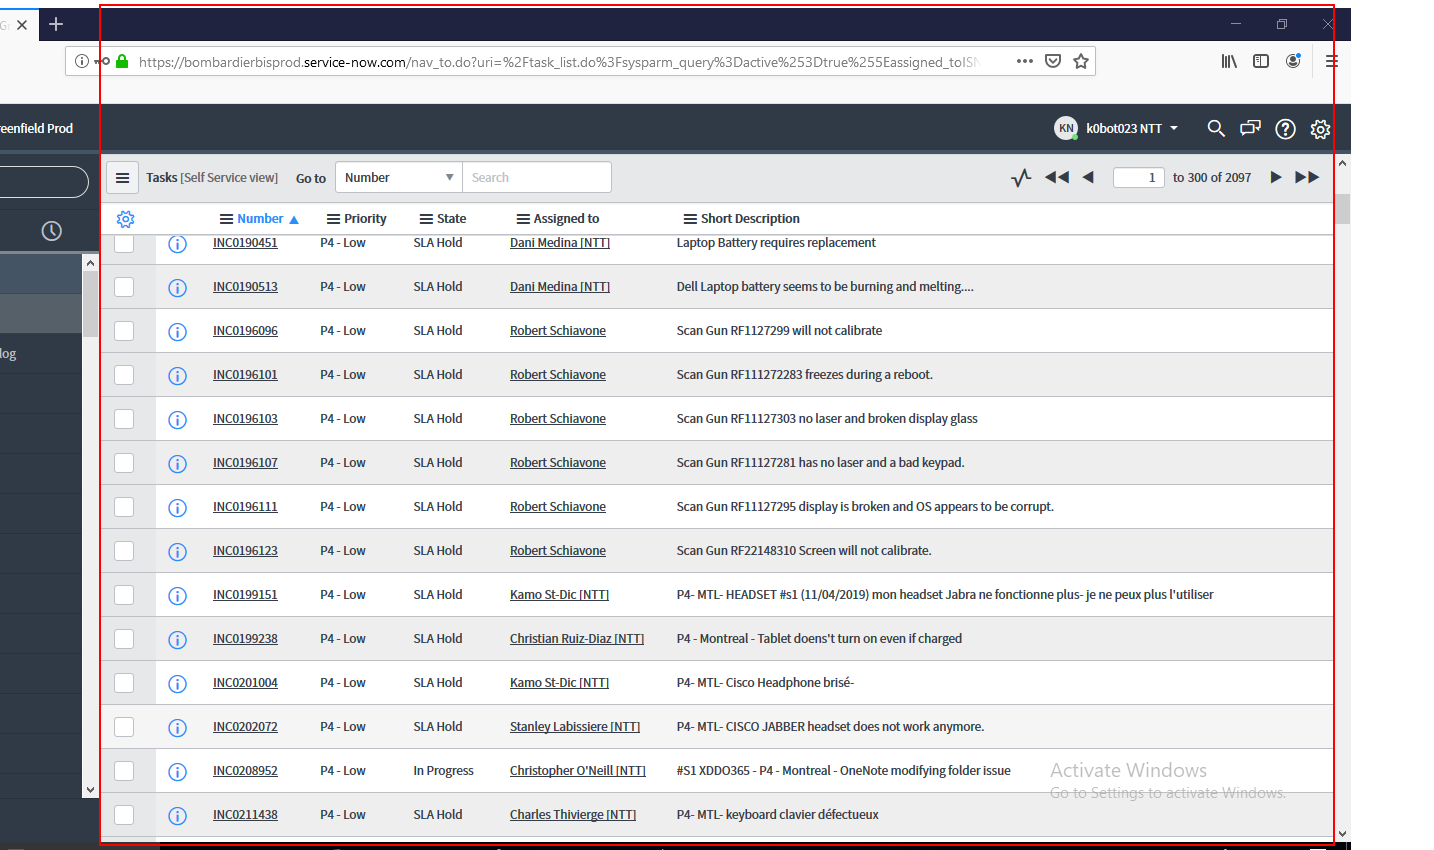 https://bombardierbisprod.service-now.com/nav_to.do?uri=%2Ftask_list.do%3Fsysparm_query%3Dactive%253Dtrue%255Eassigned_toISN
reenfield Prod
KN k0bot023 NTT
Tasks [Self Service view] Go to Number Search 1 to 300 of 2097
Number Priority State Assigned to Short Description
INC0190451 P4 - Low SLA Hold Dani Medina [NTT] Laptop Battery requires replacement
INC0190513 P4 - Low SLA Hold Dani Medina [NTT] Dell Laptop battery seems to be burning and melting....
INC0196096 P4 - Low SLA Hold Robert Schiavone Scan Gun RF1127299 will not calibrate
INC0196101 P4 - Low SLA Hold Robert Schiavone Scan Gun RF111272283 freezes during a reboot.
INC0196103 P4 - Low SLA Hold Robert Schiavone Scan Gun RF11127303 no laser and broken display glass
INC0196107 P4 - Low SLA Hold Robert Schiavone Scan Gun RF11127281 has no laser and a bad keypad.
INC0196111 P4 - Low SLA Hold Robert Schiavone Scan Gun RF11127295 display is broken and OS appears to be corrupt.
INC0196123 P4 - Low SLA Hold Robert Schiavone Scan Gun RF22148310 Screen will not calibrate.
log
INC0199151 P4 - Low SLA Hold Kamo St-Dic [NTT] P4- MTL- HEADSET #s1 (11/04/2019) mon headset Jabra ne fonctionne plus- je ne peux plus l'utiliser
INC0199238 P4 - Low SLA Hold Christian Ruiz-Diaz [NTT] P4 - Montreal - Tablet doens't turn on even if charged
INC0201004 P4 - Low SLA Hold Kamo St-Dic [NTT] P4- MTL- Cisco Headphone brisé-
INC0202072 P4 - Low SLA Hold Stanley Labissiere [NTT] P4- MTL- CISCO JABBER headset does not work anymore.
INC0208952 P4 - Low In Progress Christopher O'Neill [NTT] #S1 XDDO365 - P4 - Montreal - OneNote modifying folder issue
INC0211438 P4 - Low SLA Hold Charles Thivierge [NTT] P4- MTL- keyboard clavier défectueux
Activate Windows
Go to Settings to activate Windows.